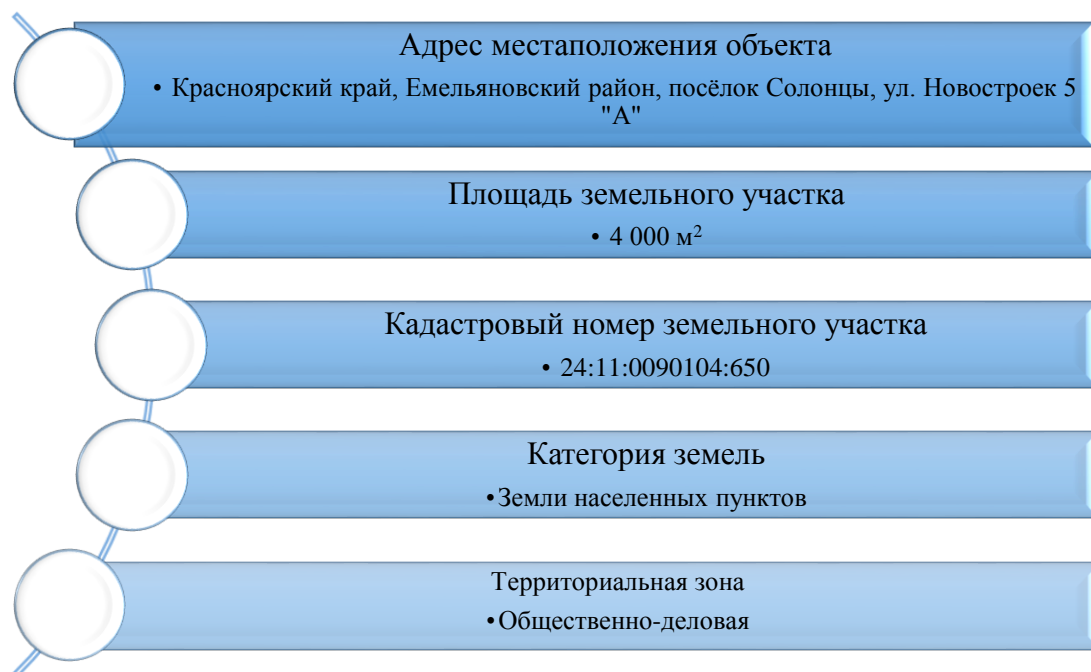 Адрес местаположения объекта
• Красноярский край, Емельяновский район, посёлок Солонцы, ул. Новостроек 5
"А"
Площадь земельного участка
• 4 000 м²
Кадастровый номер земельного участка
• 24:11:0090104:650
Категория земель
• Земли населенных пунктов
Территориальная зона
• Общественно-деловая